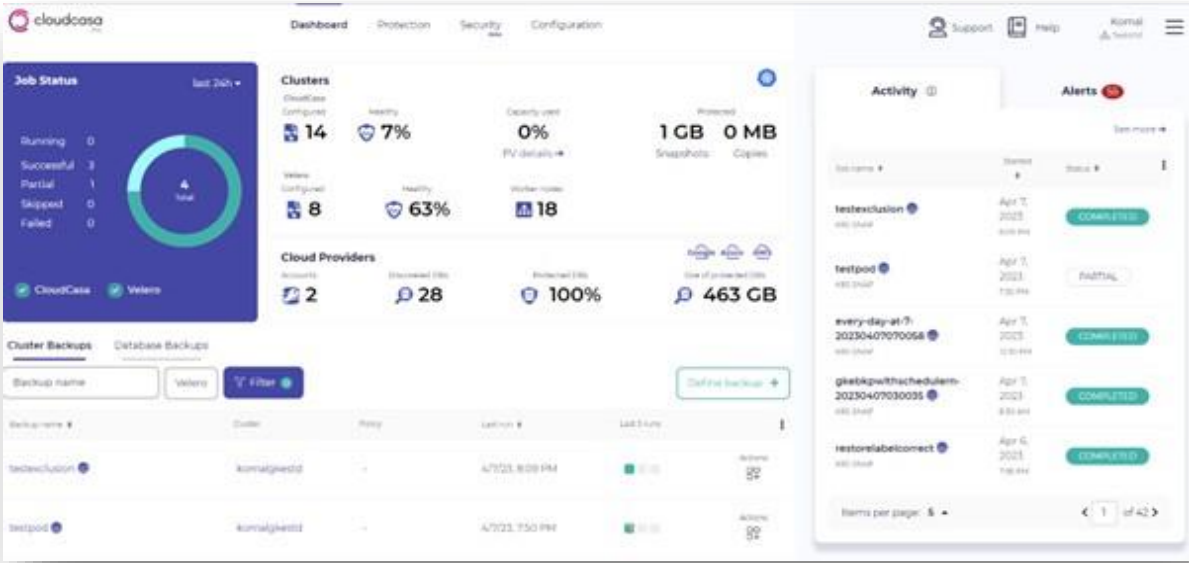 cloudcasa
Dashboard
Protection
Security
Configuration
Support
Help
Komal
Job Status
last 24h
Running 0
Successful 3
Partial 1
Skipped 0
Failed 0
4
Total
CloudCasa
Velero
Clusters
CloudCasa
Configured
Healthy
Capacity used
Protected
14
7%
0%
1 GB
0 MB
PV details
Snapshots
Copies
Velero
Configured
Healthy
Worker nodes
8
63%
18
Cloud Providers
Accounts
Discovered DBs
Protected DBs
Size of protected DBs
2
28
100%
463 GB
Cluster Backups
Database Backups
Backup name
Velero
Filter
Define backup +
Backup name
Cluster
Policy
Last run
Last 3 runs
testexclusion
-
4/7/23, 8:09 PM
Actions
testpod
-
4/7/23, 7:50 PM
Actions
Activity
Alerts
See more
Job name
Started
Status
testexclusion
Apr 7,
2023
COMPLETED
testpod
Apr 7,
2023
PARTIAL
every-day-at-7-
20230407070058
Apr 7,
2023
COMPLETED
gkebkpwithschedulern-
20230407030035
Apr 7,
2023
COMPLETED
restorelabelcorrect
Apr 6,
2023
COMPLETED
Items per page: 5
1 of 42